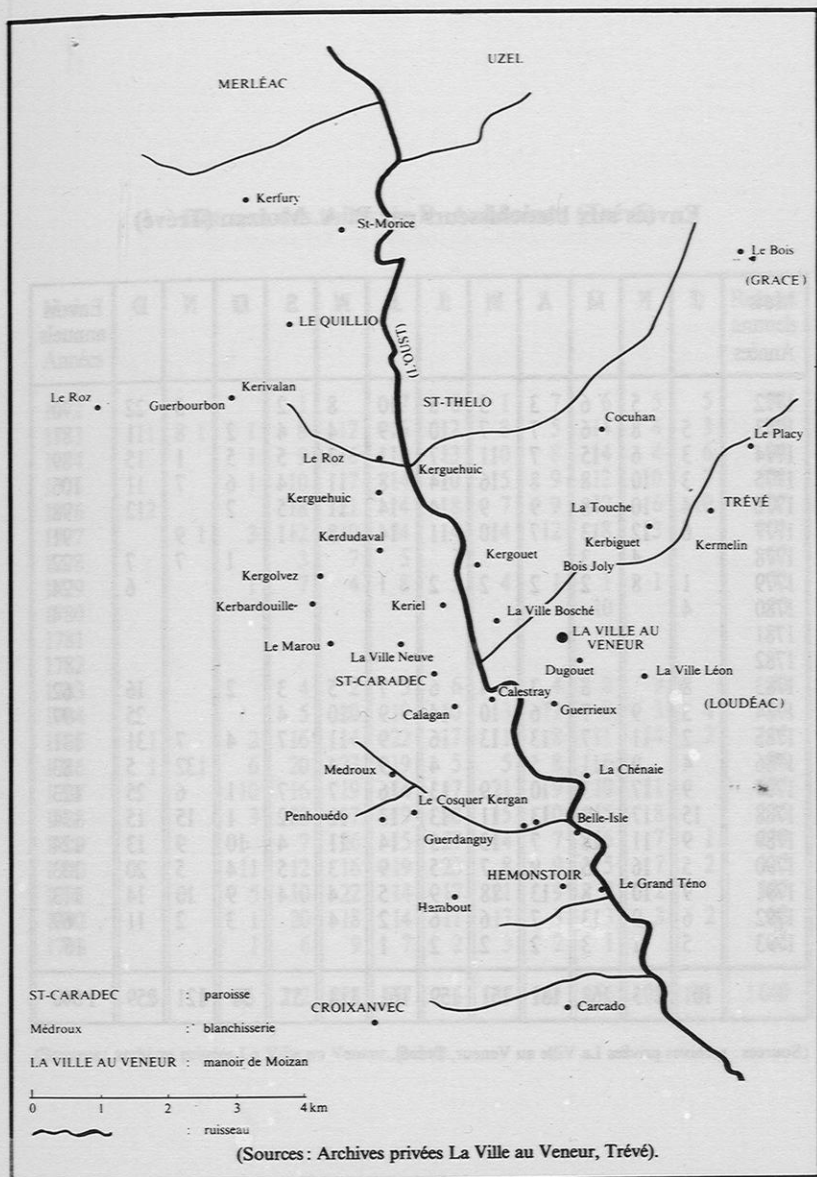 UZEL
MERLÉAC
Kerfury
St-Morice
Le Bois
(GRACE)
LE QUILLIO
(L'OUST)
Kerivalan
Le Roz
Guerbourbon
ST-THELO
Cocuhan
Le Placy
Le Roz
Kerguehuic
Kerguehuic
La Touche
TRÉVÉ
Kerbiguet
Kermelin
Kerdudaval
Kergouet
Bois Joly
Kergolvez
Kerbardouille
Keriel
La Ville Bosché
LA VILLE AU
VENEUR
Le Marou
La Ville Neuve
Dugouet
La Ville Léon
ST-CARADEC
Calestray
Calagan
Guerrieux
(LOUDÉAC)
Medroux
La Chénaie
Le Cosquer Kergan
Penhouédo
Belle-Isle
Guerdanguy
HEMONSTOIR
Le Grand Téno
Hambout
Carcado
CROIXANVEC
ST-CARADEC : paroisse
Médroux : blanchisserie
LA VILLE AU VENEUR : manoir de Moizan
0 1 2 3 4 km
: ruisseau
(Sources : Archives privées La Ville au Veneur, Trévé).